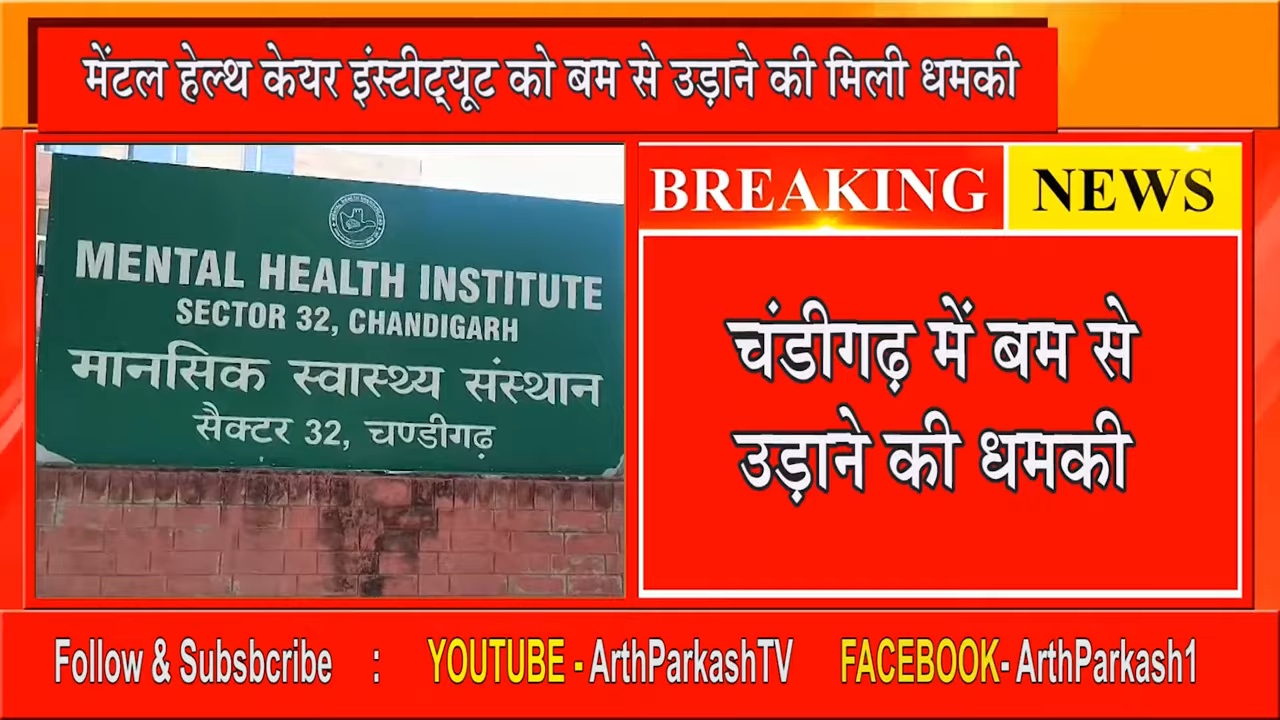 मेंटल हेल्थ केयर इंस्टीट्यूट को बम से उड़ाने की मिली धमकी
MENTAL HEALTH INSTITUTE
SECTOR 32, CHANDIGARH
मानसिक स्वास्थ्य संस्थान
सैक्टर 32, चण्डीगढ़
BREAKING NEWS
चंडीगढ़ में बम से
उड़ाने की धमकी
Follow & Subsbcribe : YOUTUBE - ArthParkashTV FACEBOOK- ArthParkash1